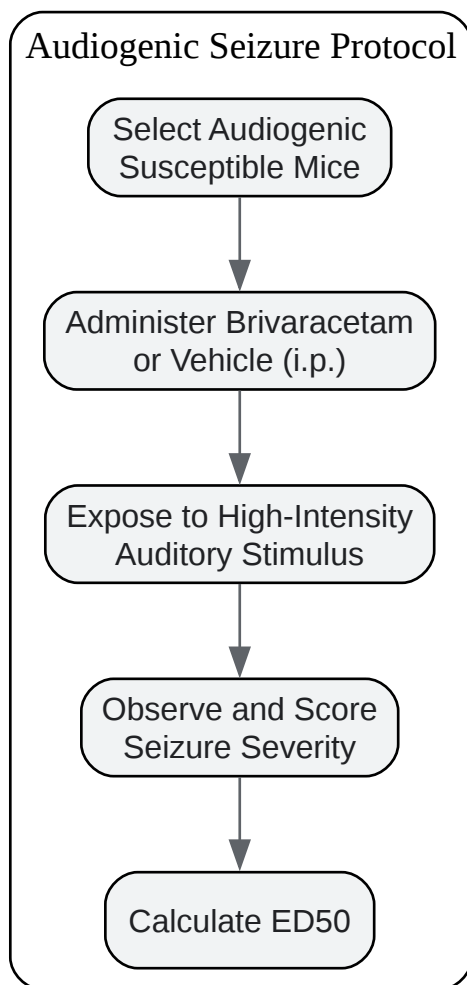 Audiogenic Seizure Protocol
Select Audiogenic
Susceptible Mice
Administer Brivaracetam
or Vehicle (i.p.)
Expose to High-Intensity
Auditory Stimulus
Observe and Score
Seizure Severity
Calculate ED50